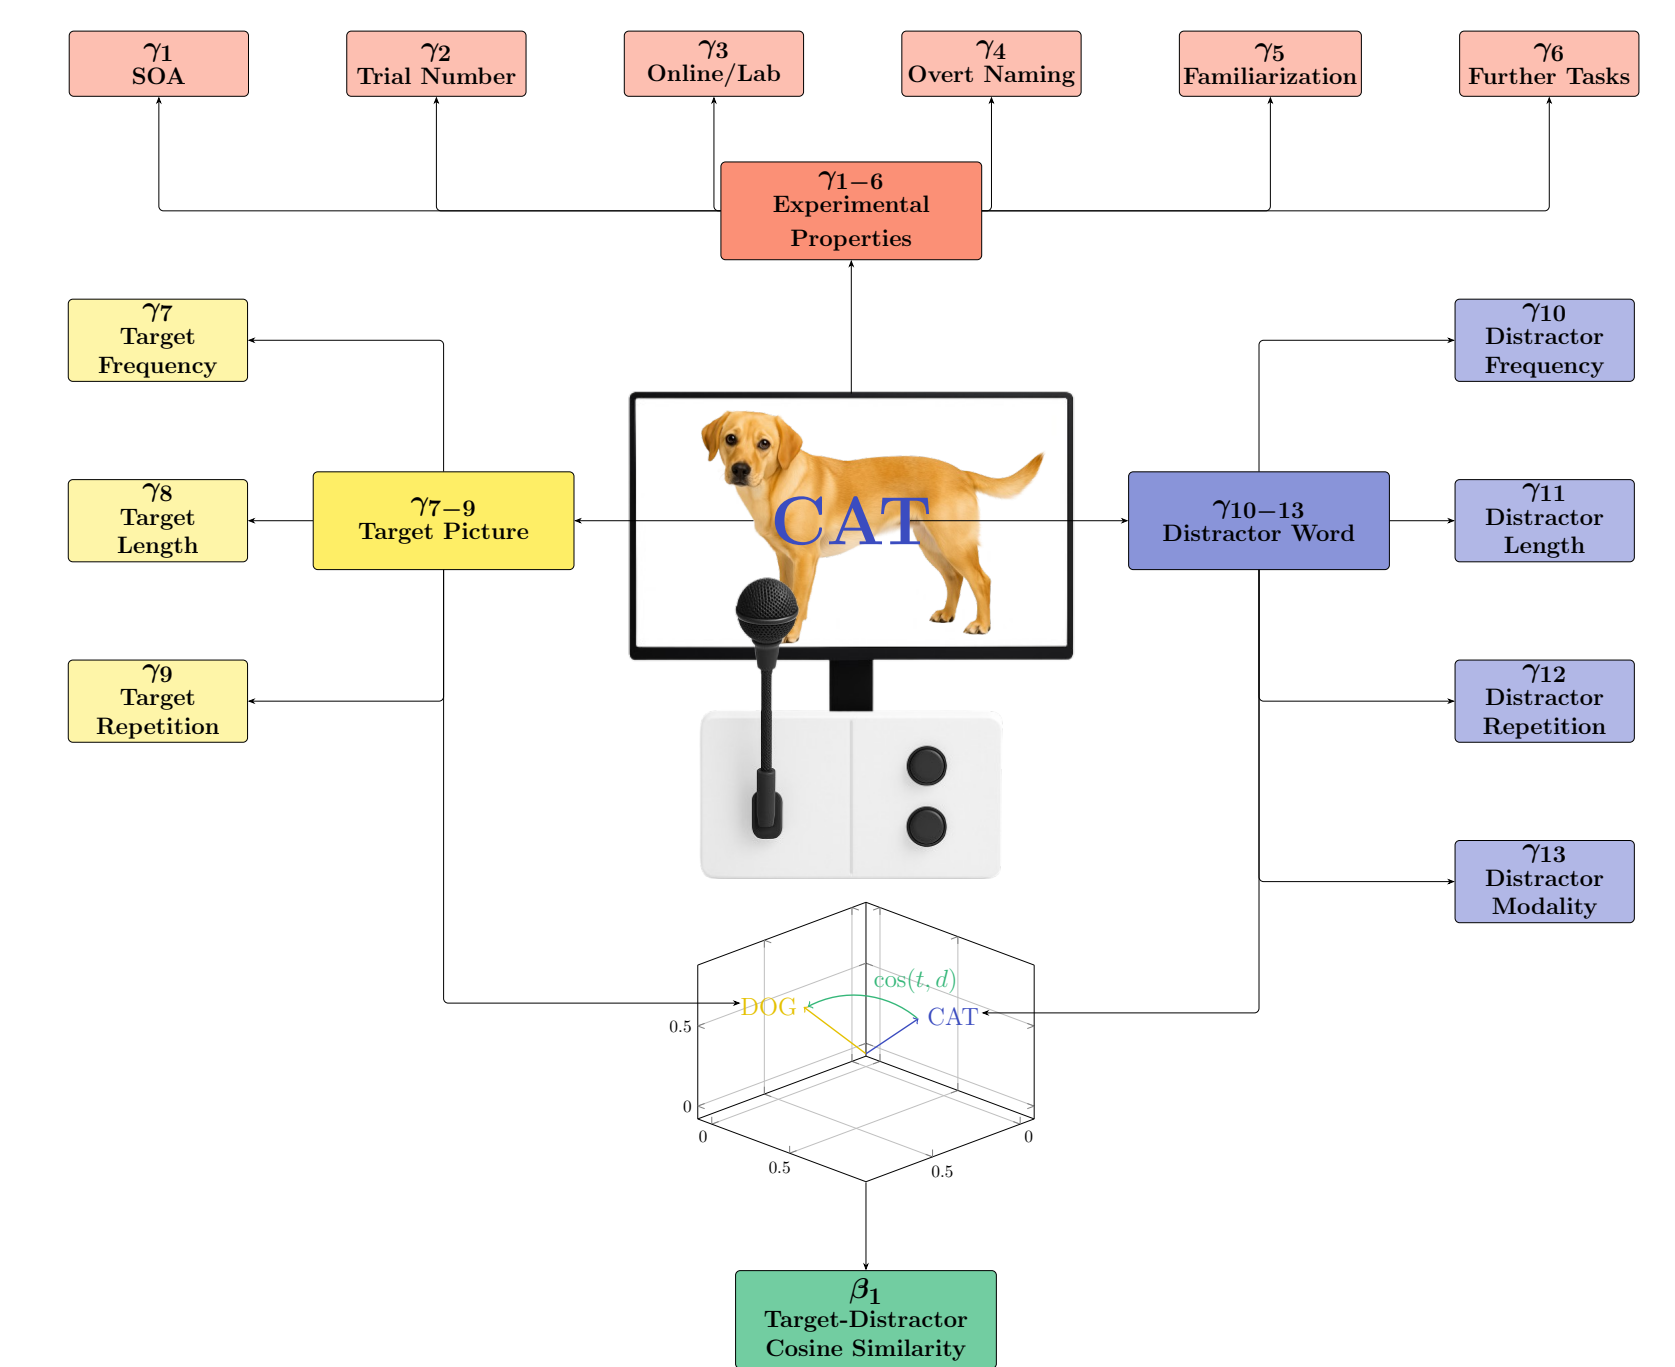 γ1
SOA
γ2
Trial Number
γ3
Online/Lab
γ4
Overt Naming
γ5
Familiarization
γ6
Further Tasks
γ1−6
Experimental
Properties
γ7
Target
Frequency
γ10
Distractor
Frequency
γ8
Target
Length
γ7−9
Target Picture
CAT
γ10−13
Distractor Word
γ11
Distractor
Length
γ9
Target
Repetition
γ12
Distractor
Repetition
γ13
Distractor
Modality
cos(t, d)
DOG
CAT
0.5
0
0
0.5
0.5
0
β1
Target-Distractor
Cosine Similarity